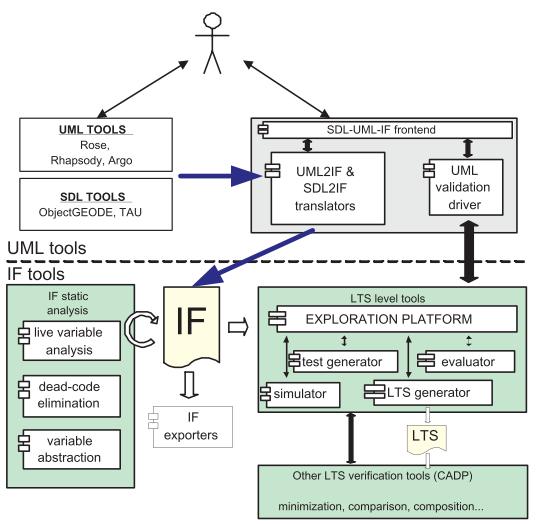 UML TOOLS
Rose,
Rhapsody, Argo
SDL TOOLS
ObjectGEODE, TAU
SDL-UML-IF frontend
UML2IF &
SDL2IF
translators
UML
validation
driver
UML tools
IF tools
IF static
analysis
live variable
analysis
dead-code
elimination
variable
abstraction
IF
IF
exporters
LTS level tools
EXPLORATION PLATFORM
test generator
evaluator
simulator
LTS generator
LTS
Other LTS verification tools (CADP)
minimization, comparison, composition...